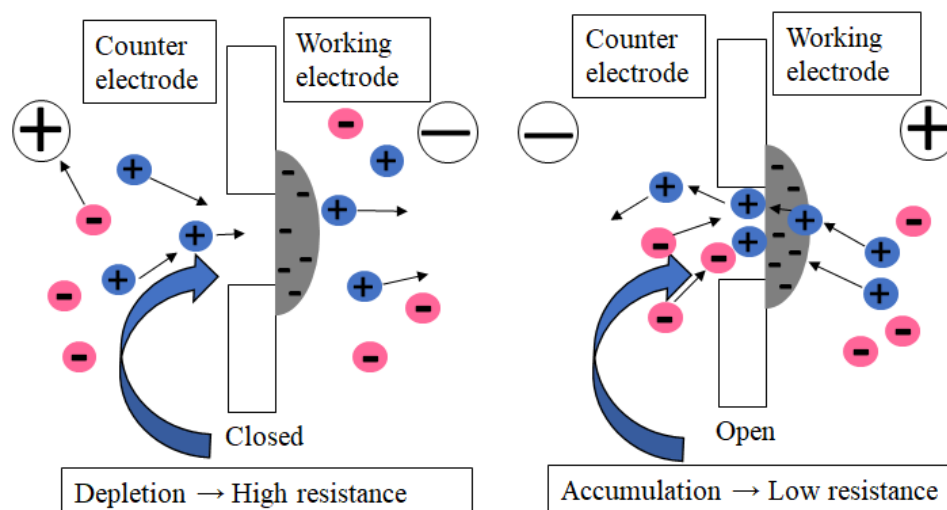 Counter
electrode
Working
electrode
Closed
Depletion → High resistance
Counter
electrode
Working
electrode
Open
Accumulation → Low resistance